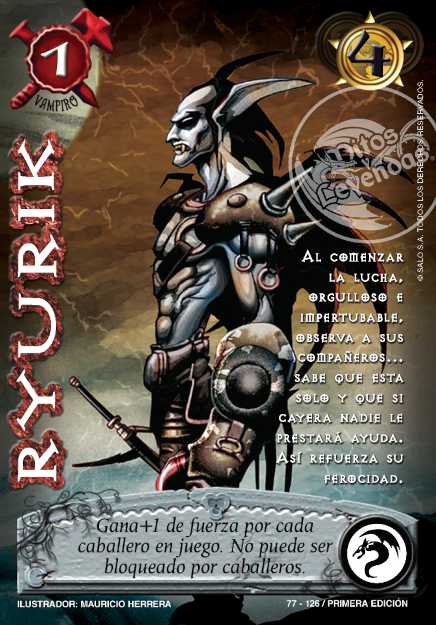 1
VAMPIRO
4
Mitos
Leyendas
RYURIK
© SALO S.A. TODOS LOS DERECHOS RESERVADOS.
AL COMENZAR
LA LUCHA,
ORGULLOSO E
IMPERTUBABLE,
OBSERVA A SUS
COMPAÑEROS...
SABE QUE ESTA
SOLO Y QUE SI
CAYERA NADIE LE
PRESTARÁ AYUDA.
ASÍ REFUERZA SU
FEROCIDAD.
Gana+1 de fuerza por cada
caballero en juego. No puede ser
bloqueado por caballeros.
ILUSTRADOR: MAURICIO HERRERA
77 - 126 / PRIMERA EDICIÓN